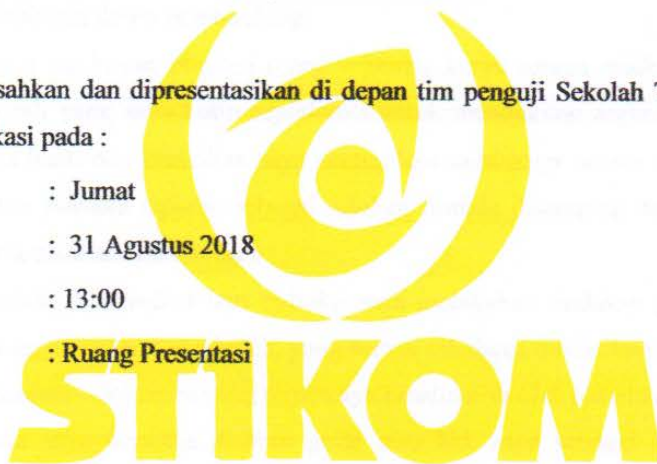 sahkan dan dipresentasikan di depan tim penguji Sekolah
kasi pada :
: Jumat
: 31 Agustus 2018
: 13:00
: Ruang Presentasi
STIKOM